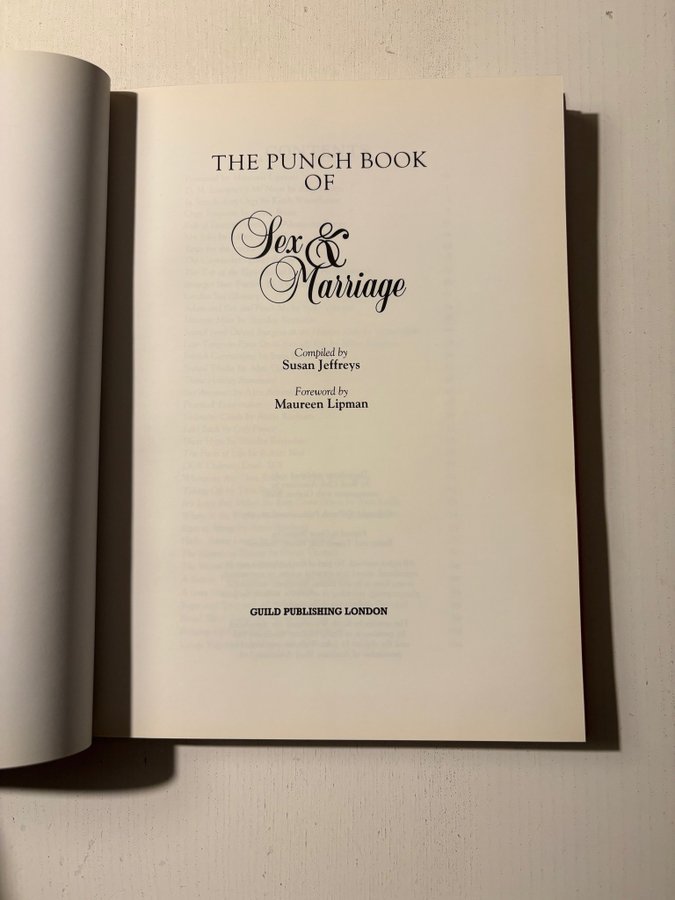 THE PUNCH BOOK
OF
Sex &
Marriage
Compiled by
Susan Jeffreys
Foreword by
Maureen Lipman
GUILD PUBLISHING LONDON